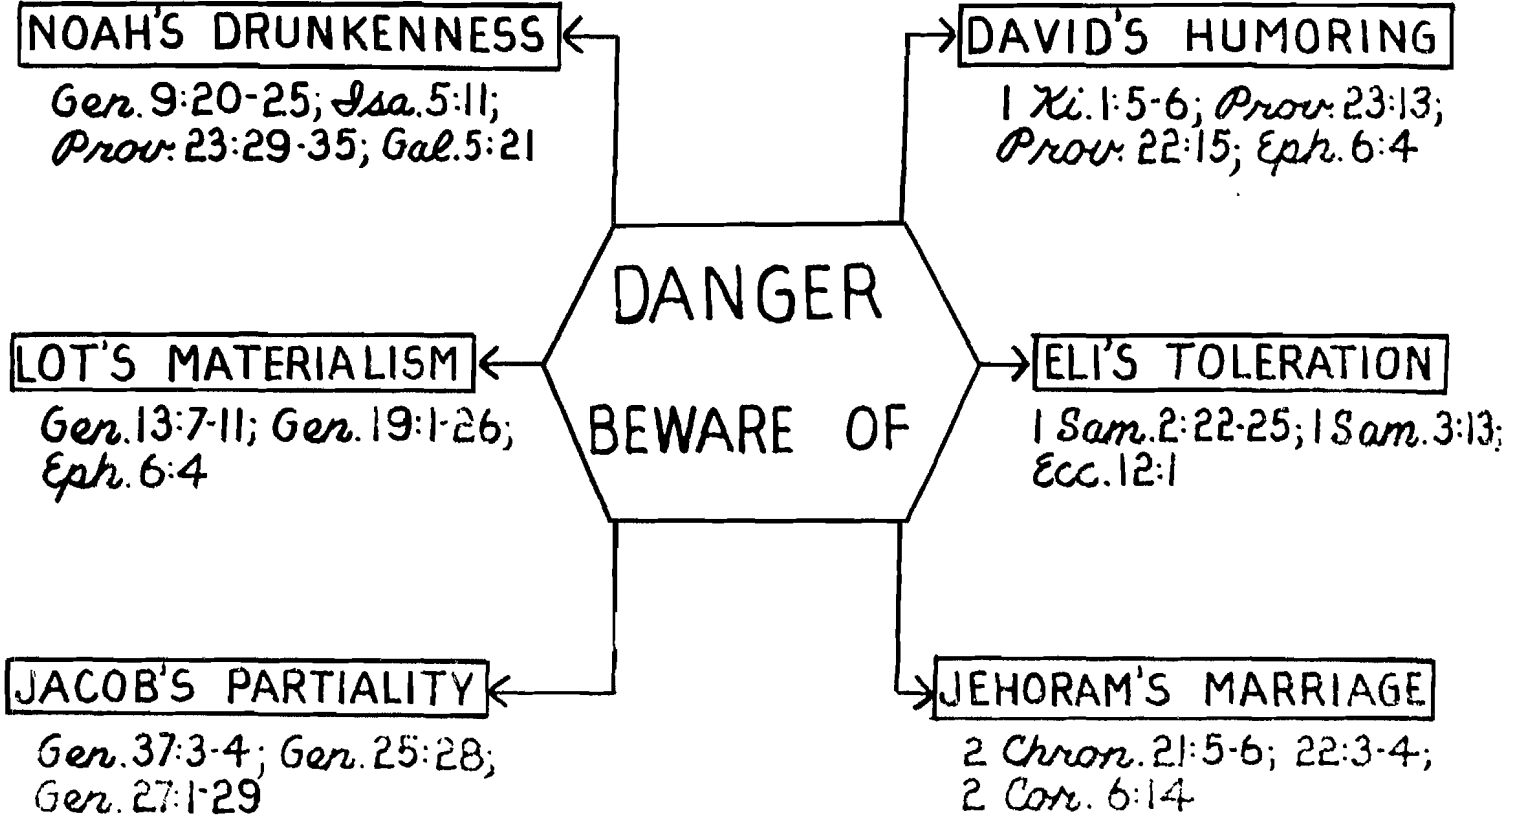 NOAH'S DRUNKENNESS
Gen. 9:20-25; Isa. 5:11;
Prov. 23:29-35; Gal. 5:21
DAVID'S HUMORING
1 Ki. 1:5-6; Prov. 23:13;
Prov. 22:15; Eph. 6:4
DANGER
BEWARE OF
LOT'S MATERIALISM
Gen. 13:7-11; Gen. 19:1-26;
Eph. 6:4
ELI'S TOLERATION
1 Sam. 2:22-25; 1 Sam. 3:13;
Ecc. 12:1
JACOB'S PARTIALITY
Gen. 37:3-4; Gen. 25:28;
Gen. 27:1-29
JEHORAM'S MARRIAGE
2 Chron. 21:5-6; 22:3-4;
2 Cor. 6:14